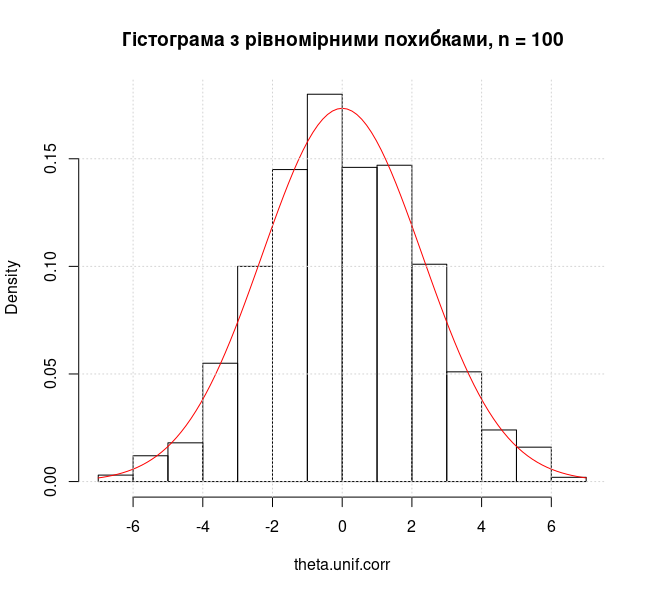 Гістограма з рівномірними похибками, n = 100
Density
0.15
0.10
0.05
0.00
-6 -4 -2 0 2 4 6
theta.unif.corr